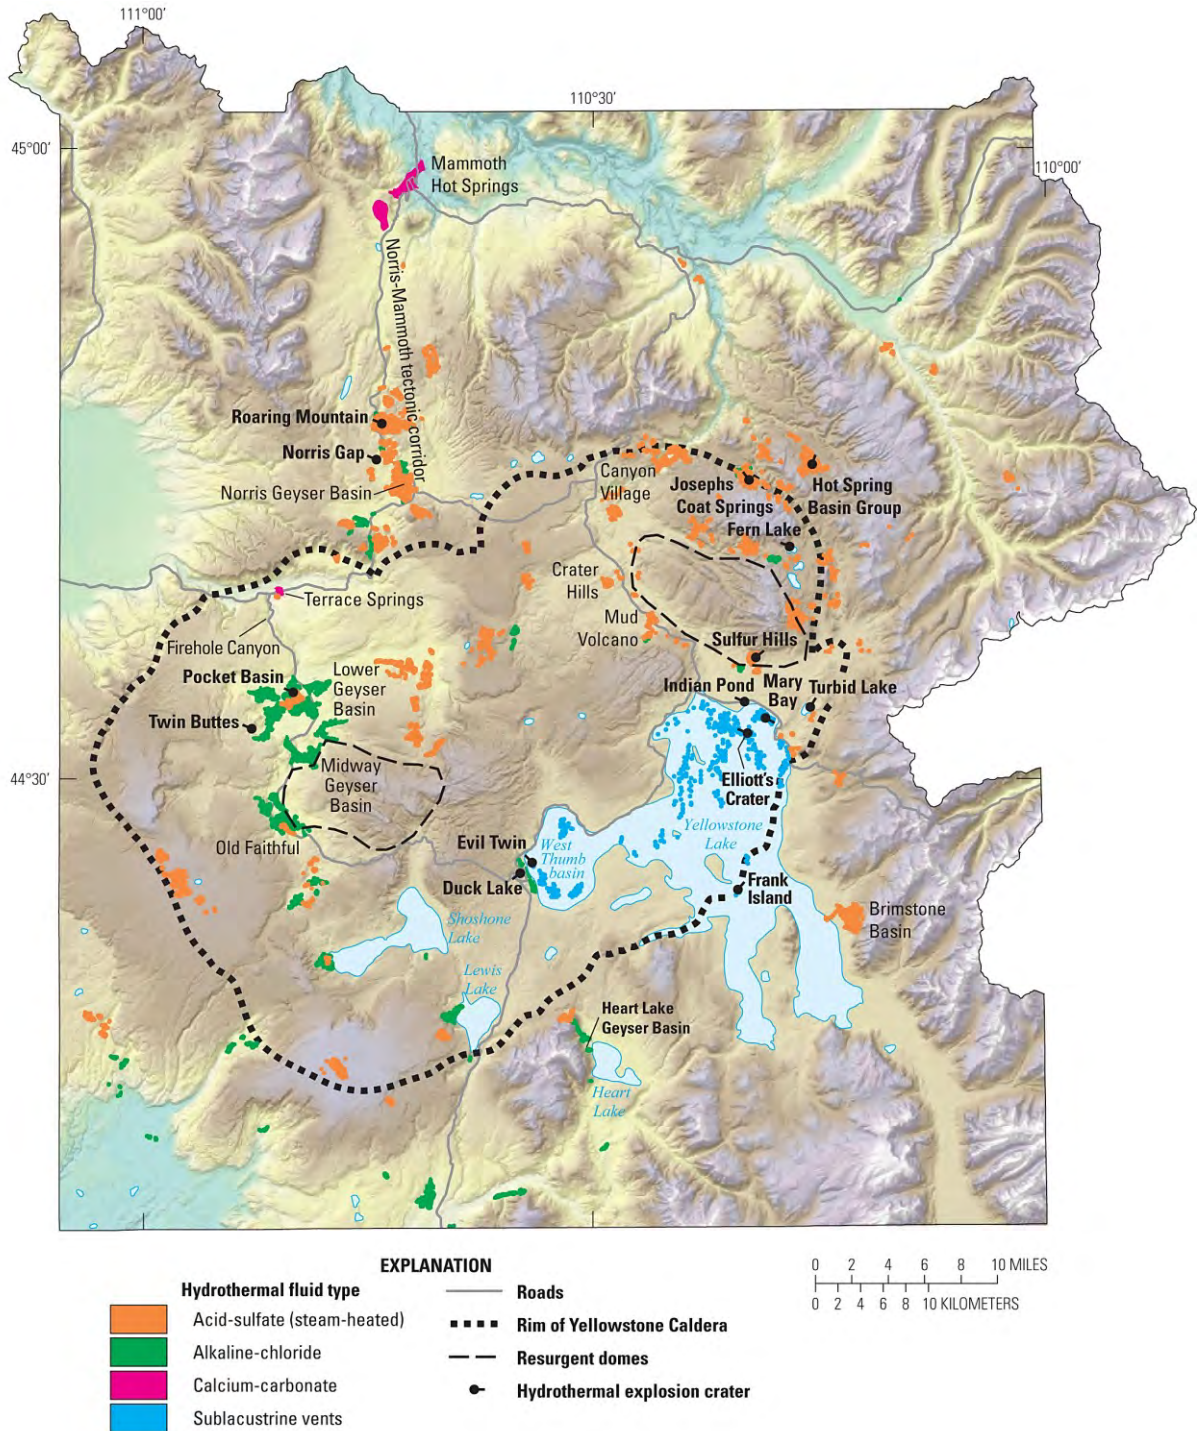 111°00'
110°30'
45°00'
110°00'
Mammoth
Hot Springs
Norris-Mammoth tectonic corridor
Roaring Mountain
Norris Gap
Norris Geyser Basin
Canyon
Village
Josephs
Coat Springs
Hot Spring
Basin Group
Fern Lake
Crater
Hills
Terrace Springs
Mud
Volcano
Firehole Canyon
Sulfur Hills
Pocket Basin
Lower
Geyser
Basin
Indian Pond
Mary
Bay
Turbid Lake
Twin Buttes
44°30'
Midway
Geyser
Basin
Elliott's
Crater
Old Faithful
Evil Twin
West
Thumb
basin
Yellowstone
Lake
Duck Lake
Frank
Island
Brimstone
Basin
Shoshone
Lake
Lewis
Lake
Heart Lake
Geyser Basin
Heart
Lake
EXPLANATION
Hydrothermal fluid type
Acid-sulfate (steam-heated)
Alkaline-chloride
Calcium-carbonate
Sublacustrine vents
Roads
Rim of Yellowstone Caldera
Resurgent domes
Hydrothermal explosion crater
0 2 4 6 8 10 MILES
0 2 4 6 8 10 KILOMETERS